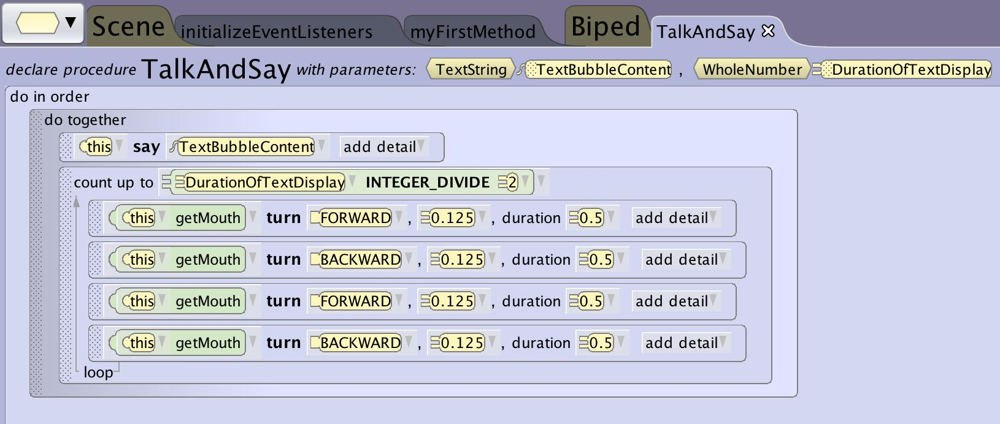 Scene initializeEventListeners myFirstMethod Biped TalkAndSay
declare procedure TalkAndSay with parameters: TextString TextBubbleContent , WholeNumber DurationOfTextDisplay
do in order
do together
this say TextBubbleContent add detail
count up to DurationOfTextDisplay INTEGER_DIVIDE 2
this getMouth turn FORWARD , 0.125 , duration 0.5 add detail
this getMouth turn BACKWARD , 0.125 , duration 0.5 add detail
this getMouth turn FORWARD , 0.125 , duration 0.5 add detail
this getMouth turn BACKWARD , 0.125 , duration 0.5 add detail
loop